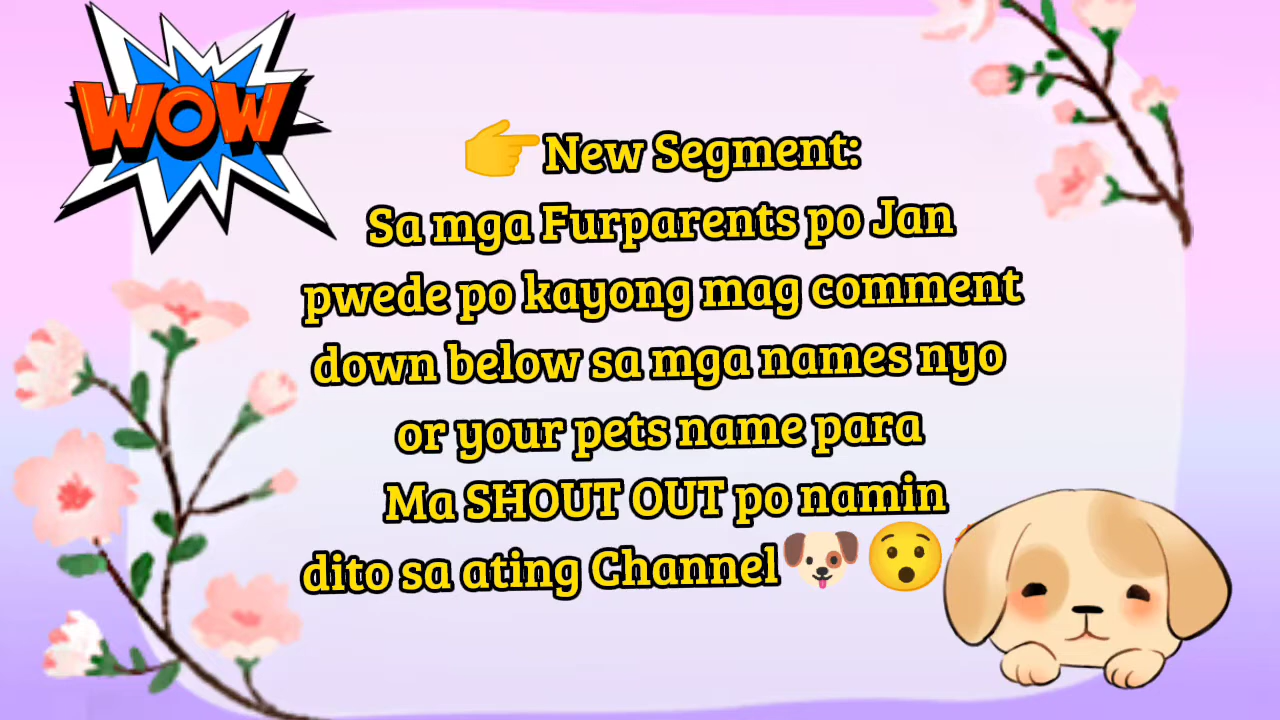 WOW
👉New Segment:
Sa mga Furparents po Jan
pwede po kayong mag comment
down below sa mga names nyo
or your pets name para
Ma SHOUT OUT po namin
dito sa ating Channel🐶😯